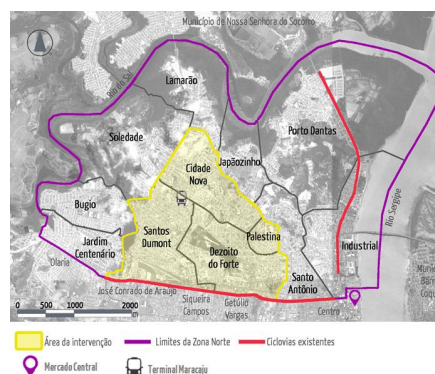 Município de Nossa Senhora do Socorro
Lamarão
Rio do Sal
Soledade
Porto Dantas
Japãozinho
Cidade
Nova
Bugio
Rio Sergipe
Santos
Dumont
Palestina
Jardim
Centenário
Dezoito
do Forte
Industrial
Olaria
Santo
Antônio
José Conrado de Araújo
Siqueira
Campos
Getúlio
Vargas
Centro
0 500 1000 2000
m
Área da intervenção
Limites da Zona Norte
Ciclovias existentes
Mercado Central
Terminal Maracaju